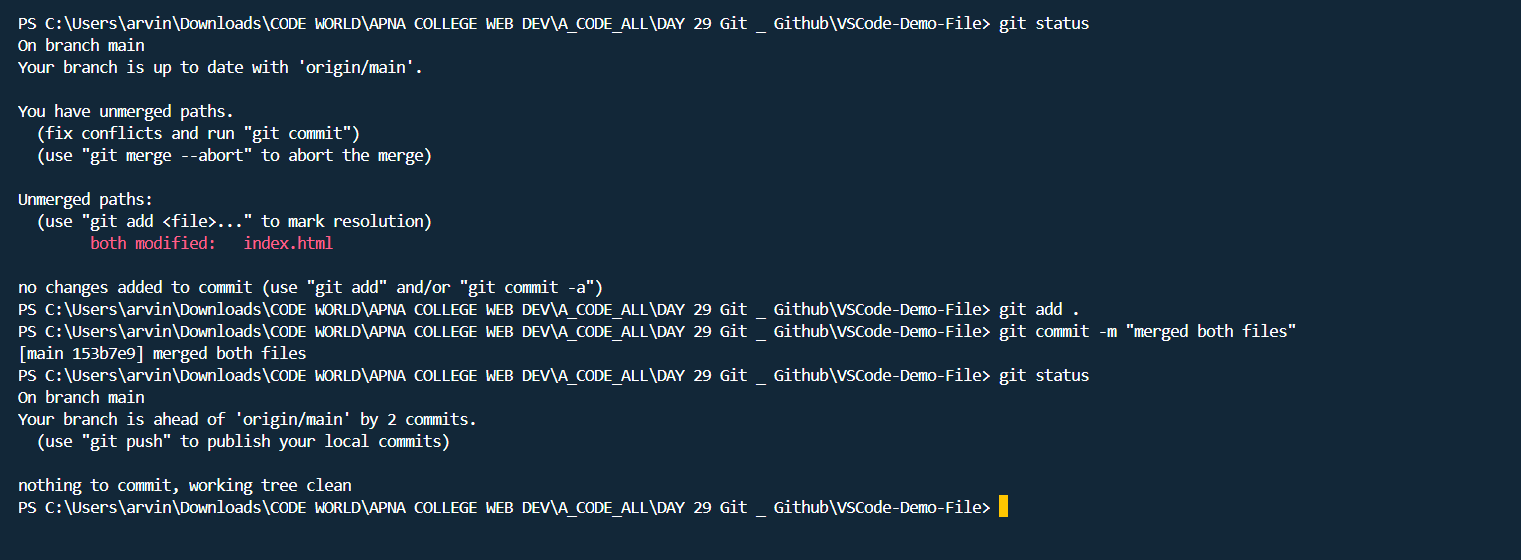 PS C:\Users\arvin\Downloads\CODE WORLD\APNA COLLEGE WEB DEV\A_CODE_ALL\DAY 29 Git _ Github\VSCode-Demo-File> git status
On branch main
Your branch is up to date with 'origin/main'.
You have unmerged paths.
(fix conflicts and run "git commit")
(use "git merge --abort" to abort the merge)
Unmerged paths:
(use "git add <file>..." to mark resolution)
both modified:   index.html
no changes added to commit (use "git add" and/or "git commit -a")
PS C:\Users\arvin\Downloads\CODE WORLD\APNA COLLEGE WEB DEV\A_CODE_ALL\DAY 29 Git _ Github\VSCode-Demo-File> git add .
PS C:\Users\arvin\Downloads\CODE WORLD\APNA COLLEGE WEB DEV\A_CODE_ALL\DAY 29 Git _ Github\VSCode-Demo-File> git commit -m "merged both files"
[main 153b7e9] merged both files
PS C:\Users\arvin\Downloads\CODE WORLD\APNA COLLEGE WEB DEV\A_CODE_ALL\DAY 29 Git _ Github\VSCode-Demo-File> git status
On branch main
Your branch is ahead of 'origin/main' by 2 commits.
(use "git push" to publish your local commits)
nothing to commit, working tree clean
PS C:\Users\arvin\Downloads\CODE WORLD\APNA COLLEGE WEB DEV\A_CODE_ALL\DAY 29 Git _ Github\VSCode-Demo-File>